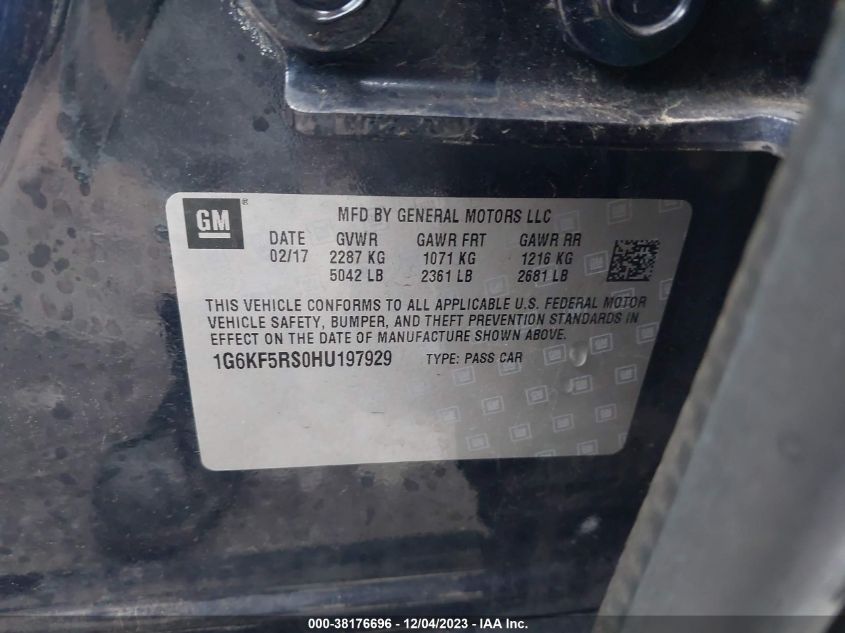 GM ®
MFD BY GENERAL MOTORS LLC
DATE GVWR GAWR FRT GAWR RR
02/17 2287 KG 1071 KG 1216 KG
5042 LB 2361 LB 2681 LB
THIS VEHICLE CONFORMS TO ALL APPLICABLE U.S. FEDERAL MOTOR
VEHICLE SAFETY, BUMPER, AND THEFT PREVENTION STANDARDS IN
EFFECT ON THE DATE OF MANUFACTURE SHOWN ABOVE.
1G6KF5RS0HU197929 TYPE: PASS CAR
000-38176696 - 12/04/2023 - IAA Inc.